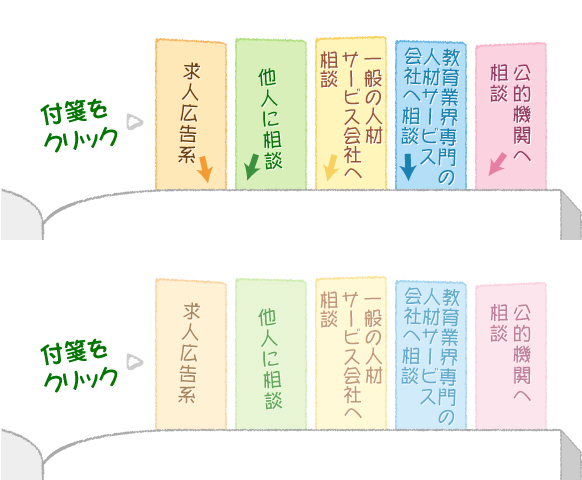 付箋を
クリック
求人広告系
他人に相談
一般の人材
サービス会社へ
相談
教育業界専門の
人材サービス
会社へ相談
公的機関へ
相談
付箋を
クリック
求人広告系
他人に相談
一般の人材
サービス会社へ
相談
教育業界専門の
人材サービス
会社へ相談
公的機関へ
相談